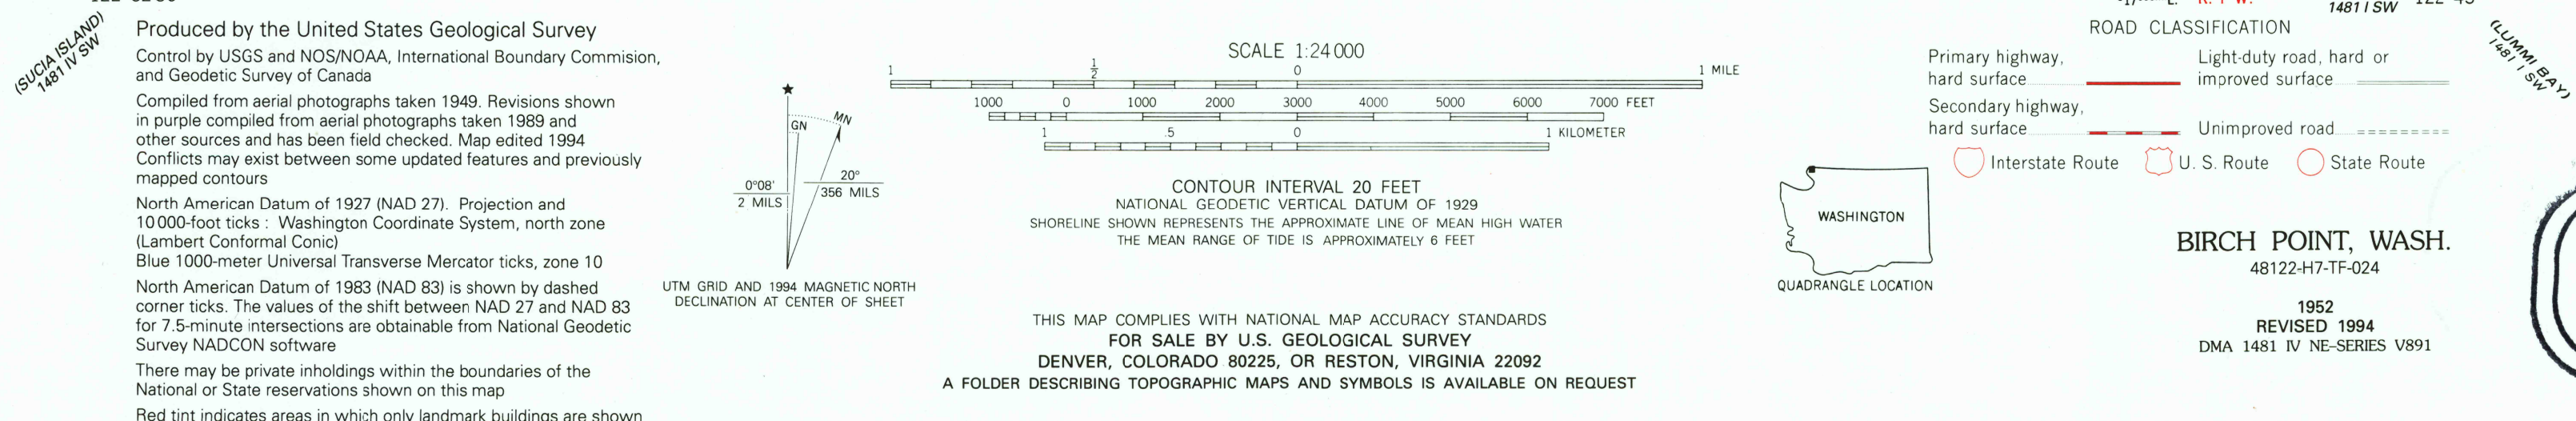 (SUCIA ISLAND)
1481 IV SW
Produced by the United States Geological Survey
Control by USGS and NOS/NOAA, International Boundary Commision,
and Geodetic Survey of Canada
Compiled from aerial photographs taken 1949. Revisions shown
in purple compiled from aerial photographs taken 1989 and
other sources and has been field checked. Map edited 1994
Conflicts may exist between some updated features and previously
mapped contours
North American Datum of 1927 (NAD 27). Projection and
10 000-foot ticks : Washington Coordinate System, north zone
(Lambert Conformal Conic)
Blue 1000-meter Universal Transverse Mercator ticks, zone 10
North American Datum of 1983 (NAD 83) is shown by dashed
corner ticks. The values of the shift between NAD 27 and NAD 83
for 7.5-minute intersections are obtainable from National Geodetic
Survey NADCON software
There may be private inholdings within the boundaries of the
National or State reservations shown on this map
Red tint indicates areas in which only landmark buildings are shown
GN
MN
0°08'
2 MILS
20°
356 MILS
UTM GRID AND 1994 MAGNETIC NORTH
DECLINATION AT CENTER OF SHEET
SCALE 1:24 000
1 1/2 0 1 MILE
1000 0 1000 2000 3000 4000 5000 6000 7000 FEET
1 .5 0 1 KILOMETER
CONTOUR INTERVAL 20 FEET
NATIONAL GEODETIC VERTICAL DATUM OF 1929
SHORELINE SHOWN REPRESENTS THE APPROXIMATE LINE OF MEAN HIGH WATER
THE MEAN RANGE OF TIDE IS APPROXIMATELY 6 FEET
THIS MAP COMPLIES WITH NATIONAL MAP ACCURACY STANDARDS
FOR SALE BY U.S. GEOLOGICAL SURVEY
DENVER, COLORADO 80225, OR RESTON, VIRGINIA 22092
A FOLDER DESCRIBING TOPOGRAPHIC MAPS AND SYMBOLS IS AVAILABLE ON REQUEST
WASHINGTON
QUADRANGLE LOCATION
1481 I SW
ROAD CLASSIFICATION
Primary highway,
hard surface
Light-duty road, hard or
improved surface
Secondary highway,
hard surface
Unimproved road
Interstate Route
U. S. Route
State Route
(LUMMI BAY)
1481 I SW
BIRCH POINT, WASH.
48122-H7-TF-024
1952
REVISED 1994
DMA 1481 IV NE–SERIES V891